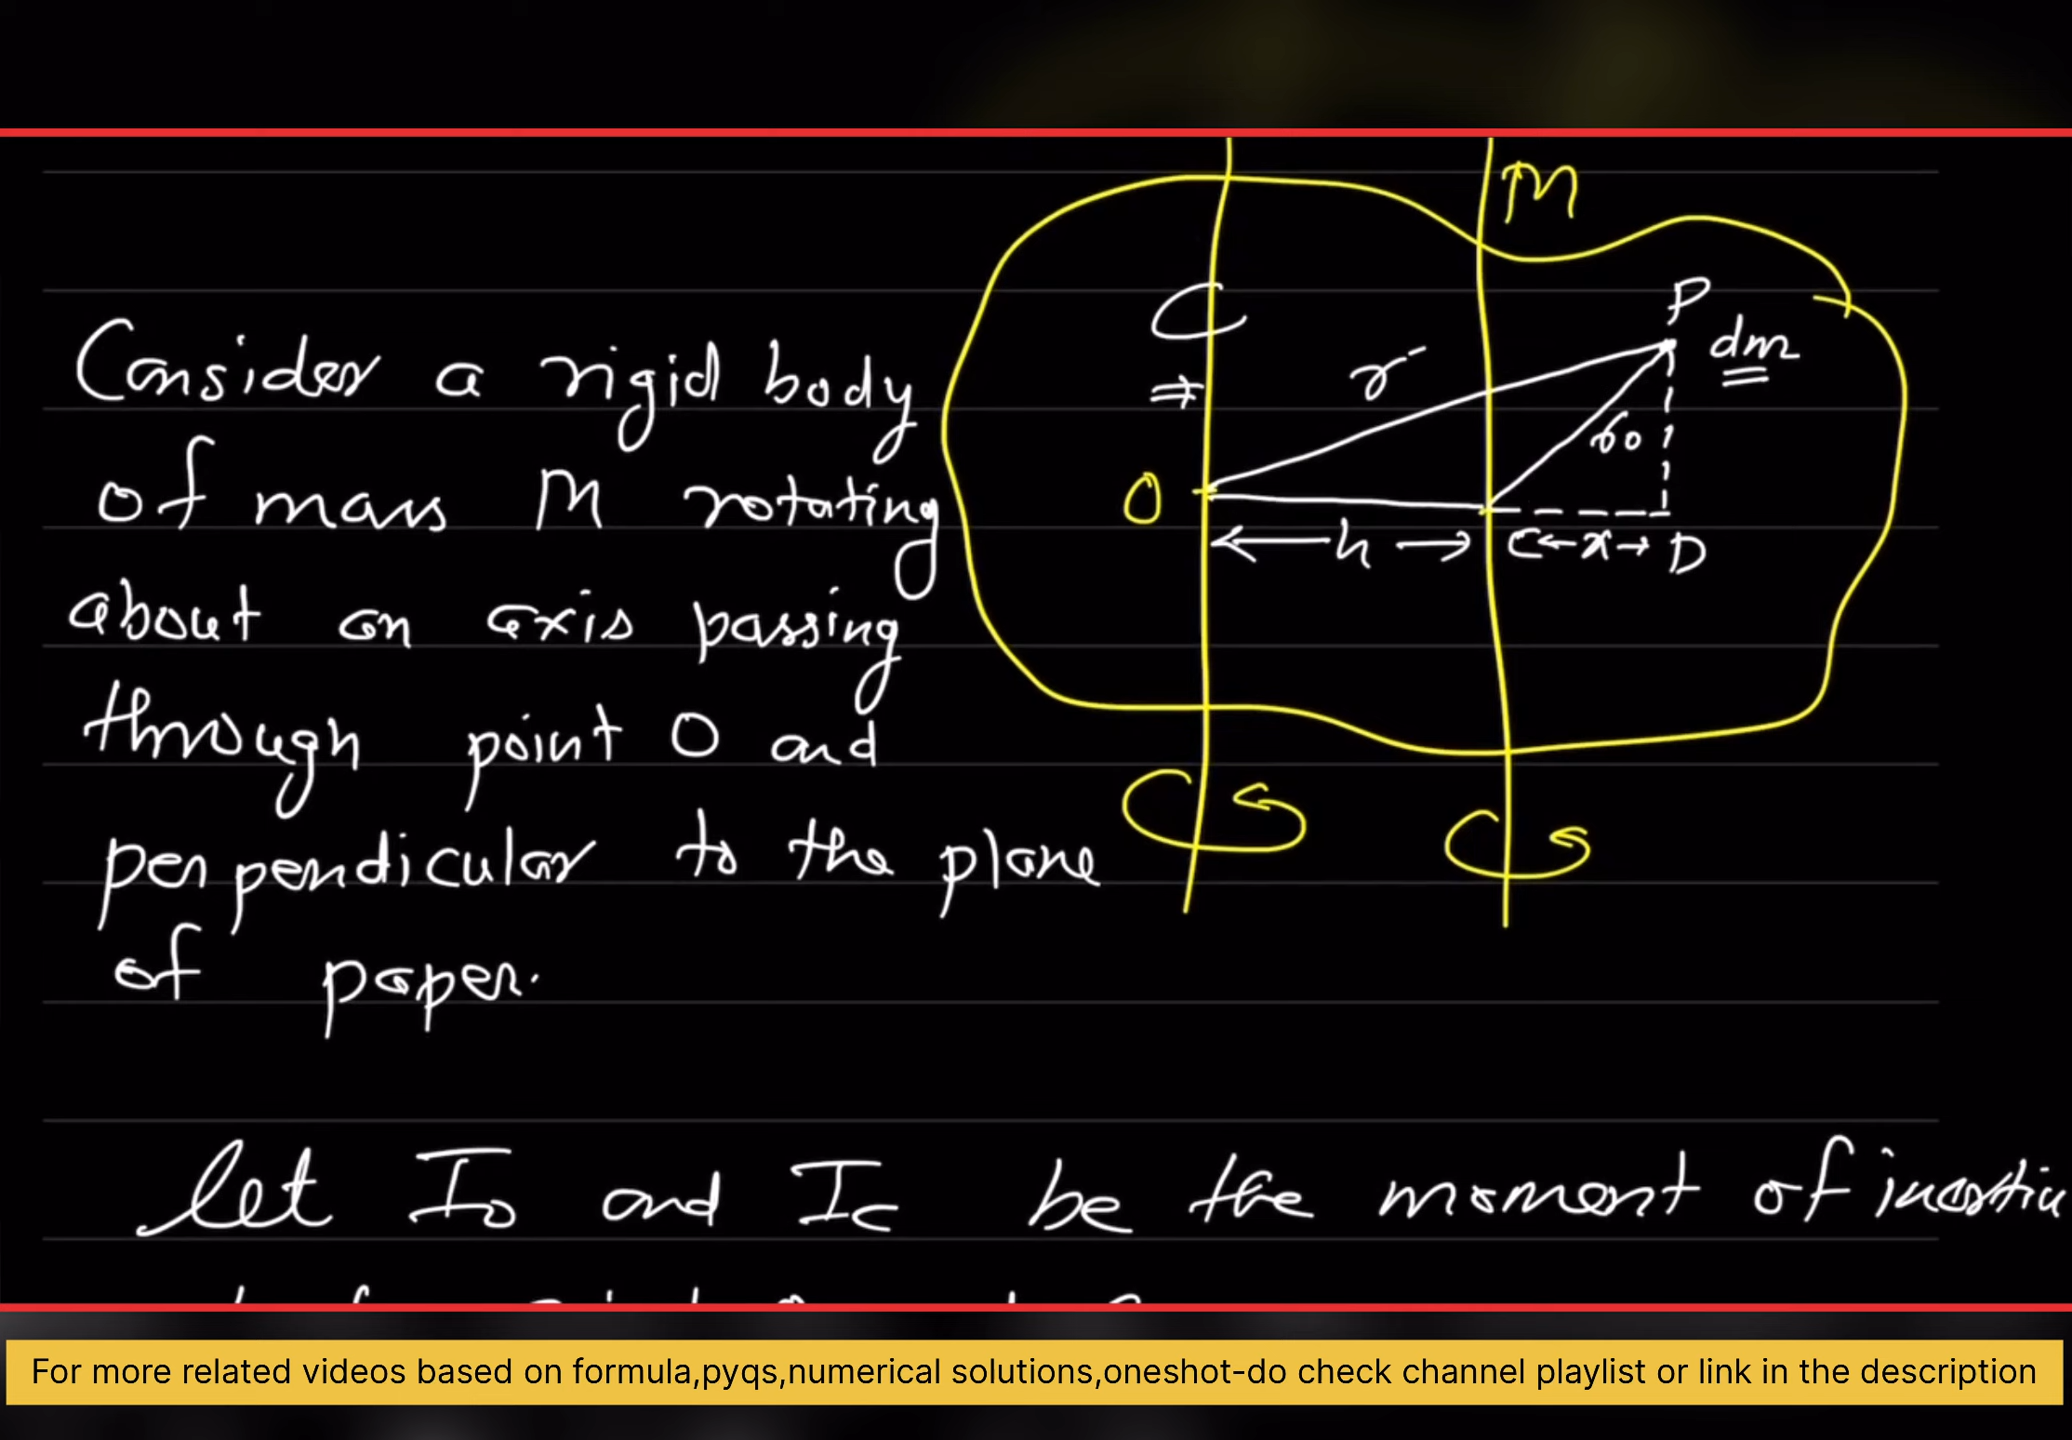 M
C
P
dm
r
O
h
C
x
D
Consider a rigid body
of mass M rotating
about an axis passing
through point O and
perpendicular to the plane
of paper.
let Io and Ic be the moment of inertia
For more related videos based on formula,pyqs,numerical solutions,oneshot-do check channel playlist or link in the description